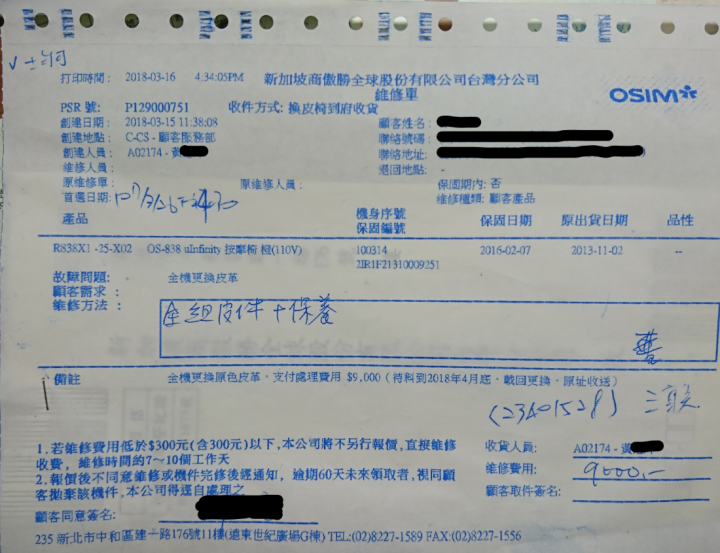 打印時間： 2018-03-16 4:34:05PM 新加坡商傲勝全球股份有限公司台灣分公司
維修單
OSIM
PSR 號： P129000751 收件方式: 換皮椅到府收貨
創建日期： 2018-03-15 11:38:08 顧客姓名：
創建地點： C-CS - 顧客服務部 聯絡號碼：
創建人員： A02174 - 黃 聯絡地址：
維修人員： 退回地點：
原維修單： 原維修人員： 保固期內: 否
首選日期: 維修種類: 顧客產品
產品 機身序號 保固日期 原出貨日期 品性
保固編號
R838X1 -25-X02 OS-838 uInfinity 按摩椅 橙(110V) 100314 2016-02-07 2013-11-02
2IR1F21310009251
故障問題: 全機更換皮革
顧客需求：
維修方法： 全組皮件+保養
備註 全機更換原色皮革，支付處理費用 $9,000（待料到2018年4月底，載回更換，原址收送）
(23401528) 三聯
1.若維修費用低於$300元(含300元)以下,本公司將不另行報價,直接維修
收費，維修時間約7～10個工作天
2.報價後不同意維修或機件完修後經通知，逾期60天未來領取者,視同顧
客拋棄該機件,本公司得逕自處理之
收貨人員: A02174 - 黃
維修費用: 9000.-
顧客取件簽名:
顧客同意簽名:
235 新北市中和區建一路176號11樓(遠東世紀廣場G棟) TEL:(02)8227-1589 FAX:(02)8227-1556